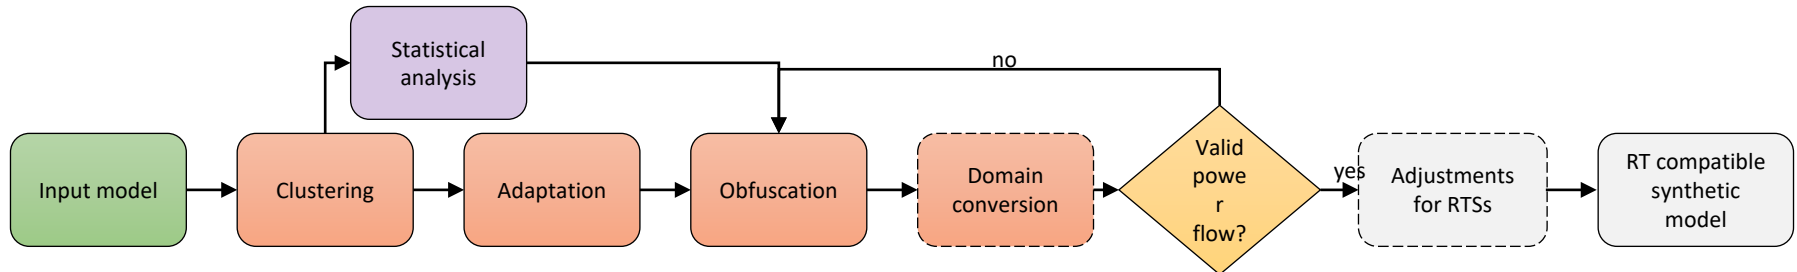 Statistical
analysis
no
Input model
Clustering
Adaptation
Obfuscation
Domain
conversion
Valid
powe
r
flow?
yes
Adjustments
for RTSs
RT compatible
synthetic
model